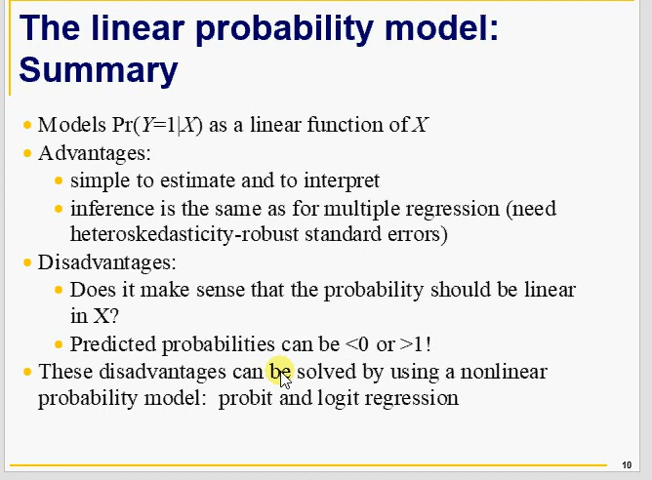 The linear probability model:
Summary
• Models Pr(Y=1|X) as a linear function of X
• Advantages:
• simple to estimate and to interpret
• inference is the same as for multiple regression (need
heteroskedasticity-robust standard errors)
• Disadvantages:
• Does it make sense that the probability should be linear
in X?
• Predicted probabilities can be <0 or >1!
• These disadvantages can be solved by using a nonlinear
probability model: probit and logit regression
10